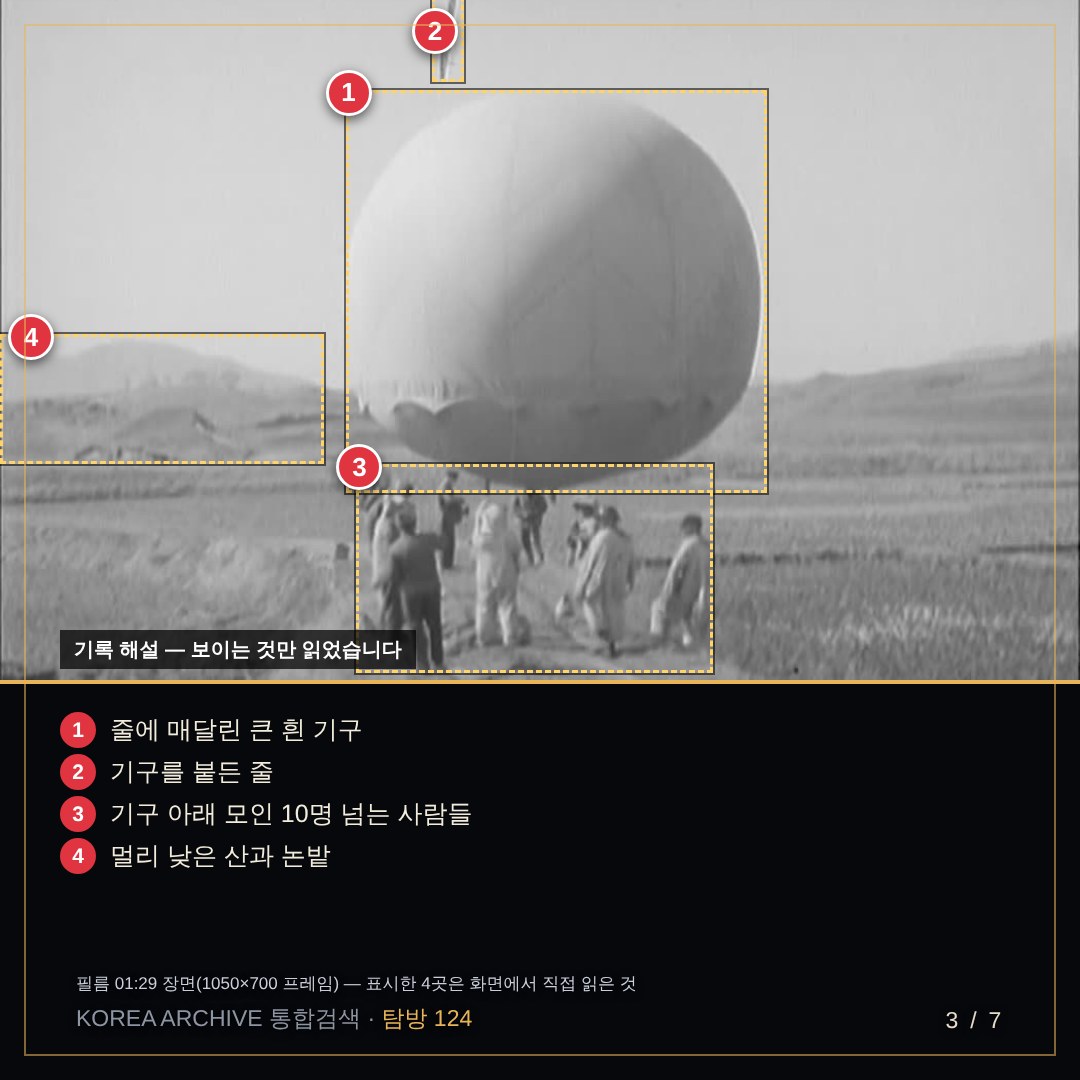 2
1
4
3
기록 해설 — 보이는 것만 읽었습니다
1 줄에 매달린 큰 흰 기구
2 기구를 붙든 줄
3 기구 아래 모인 10명 넘는 사람들
4 멀리 낮은 산과 논밭
필름 01:29 장면(1050×700 프레임) — 표시한 4곳은 화면에서 직접 읽은 것
KOREA ARCHIVE 통합검색 · 탐방 124
3 / 7